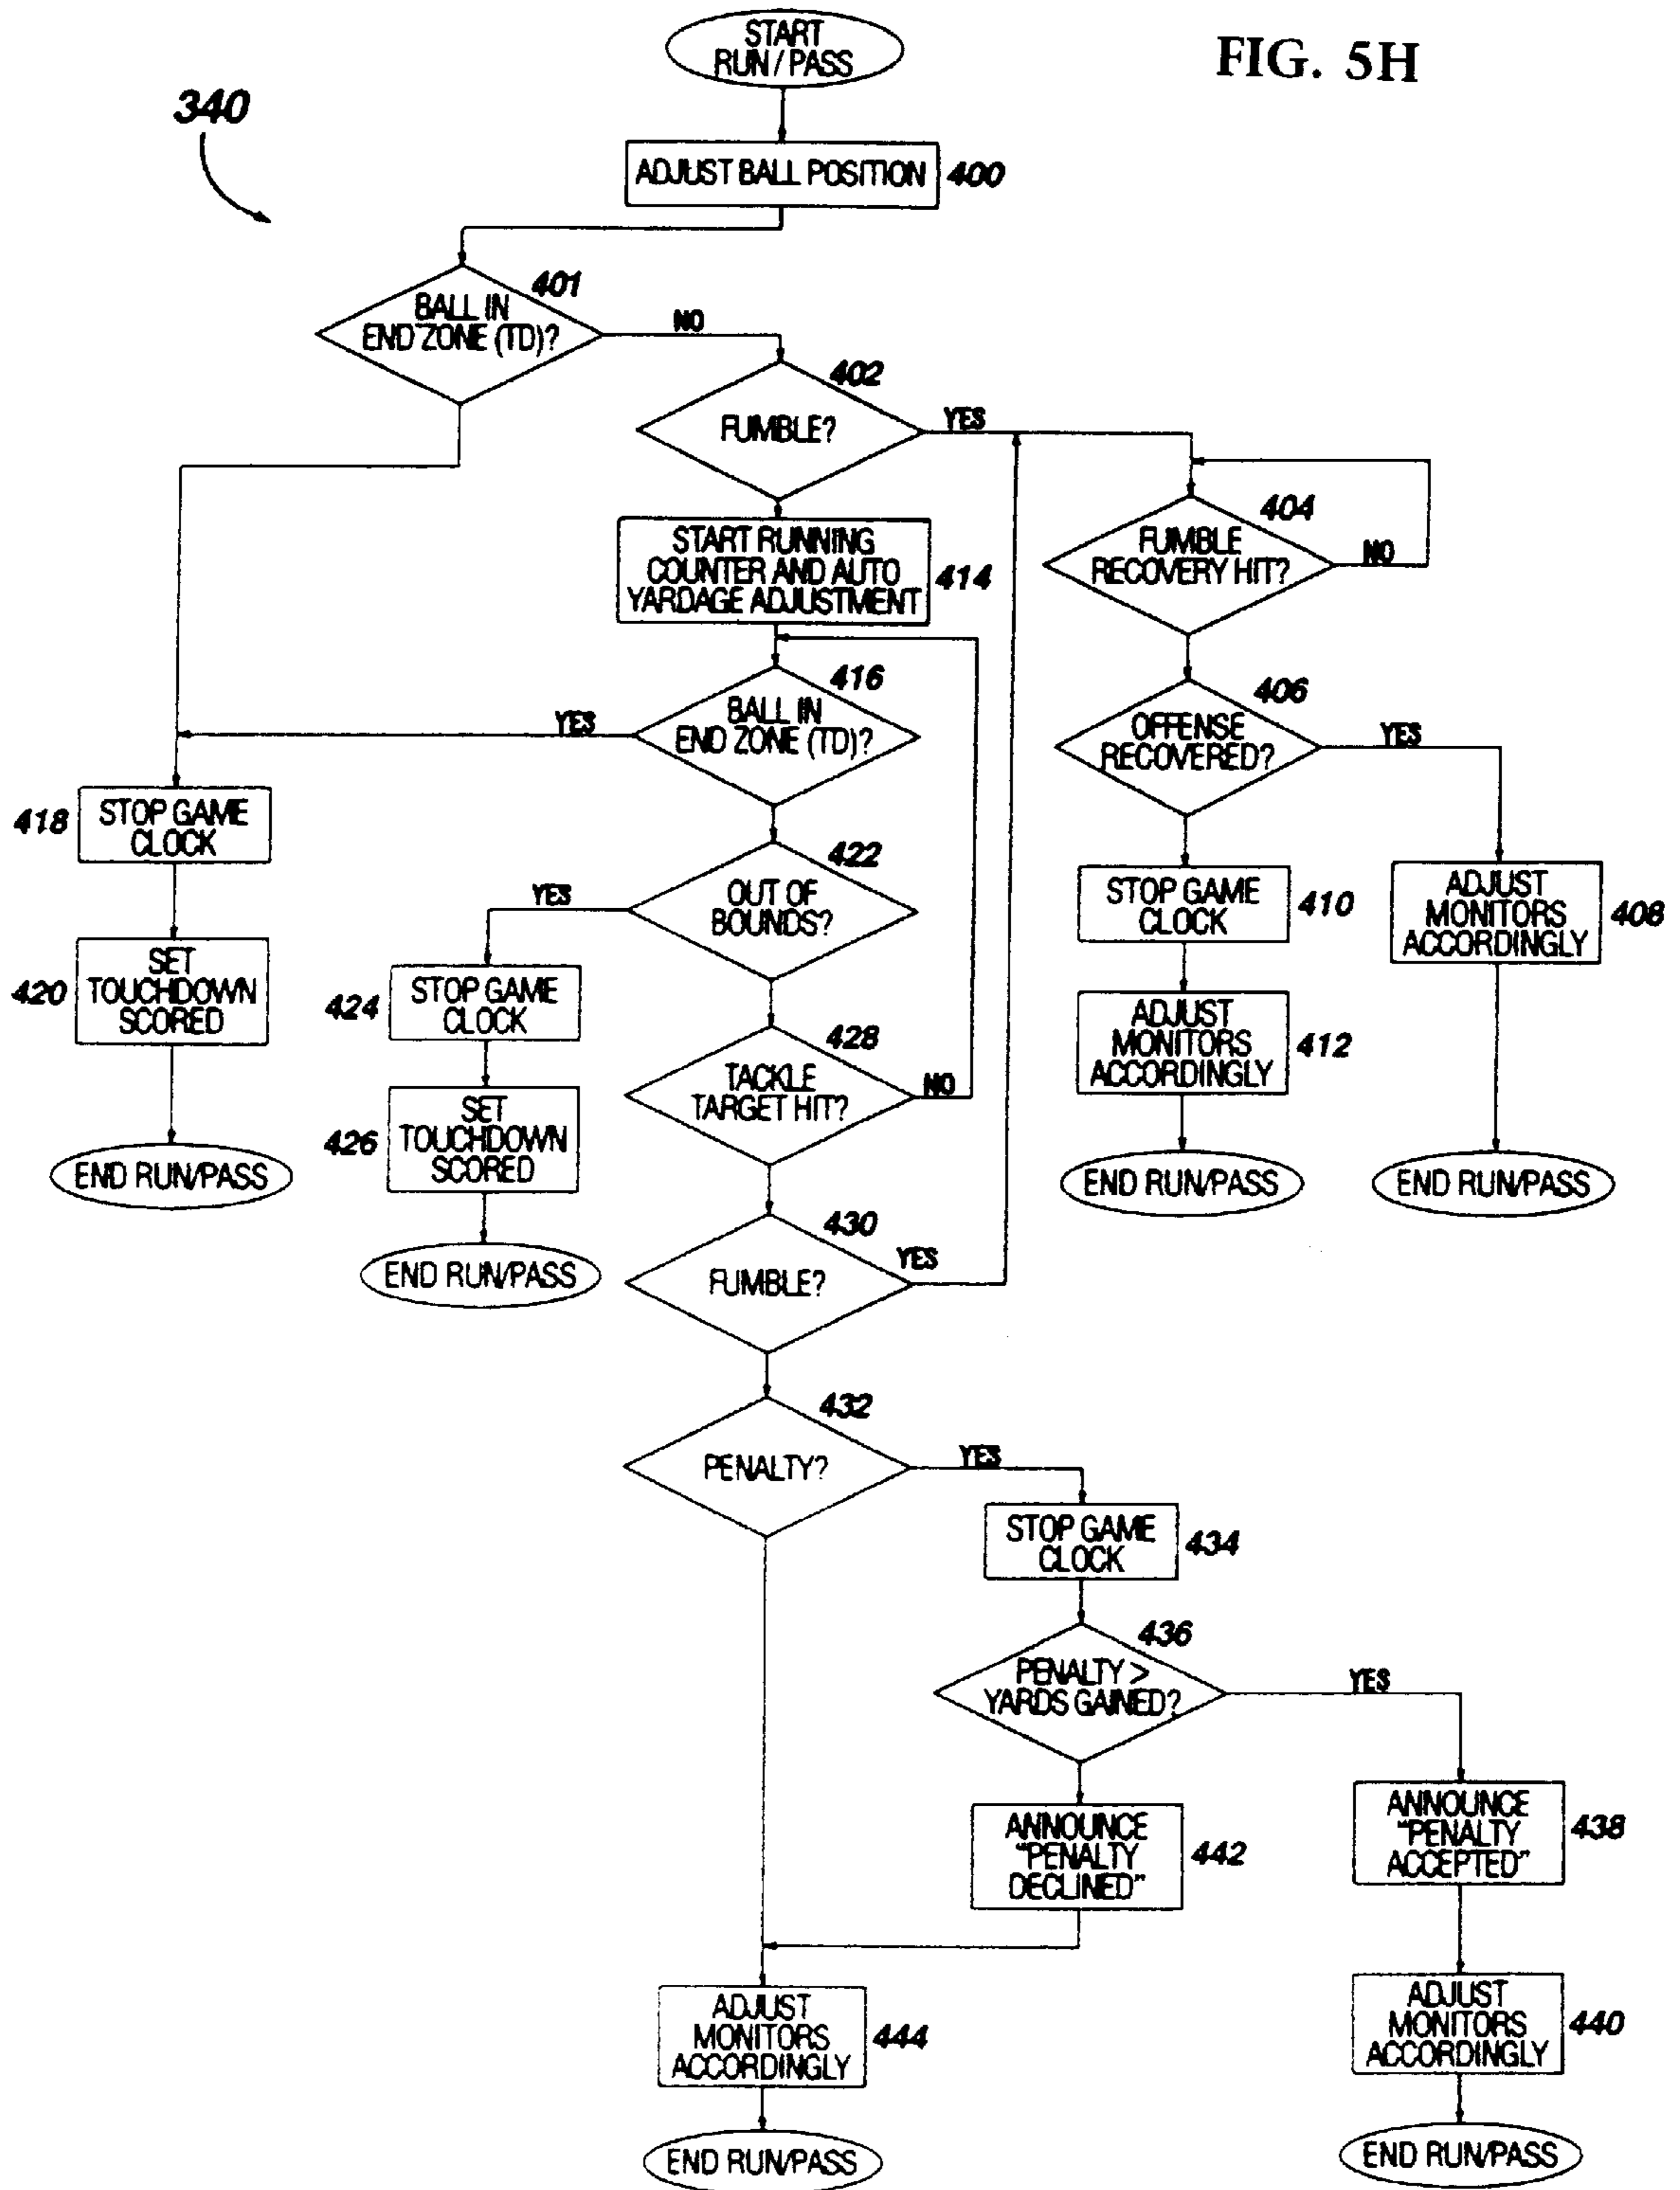 START
RUN/PASS
FIG. 5H
340
ADJUST BALL POSITION
400
401
BALL IN
END ZONE (TD)?
NO
402
FUMBLE?
YES
START RUNNING
COUNTER AND AUTO
YARDAGE ADJUSTMENT
414
404
FUMBLE
RECOVERY HIT?
NO
416
BALL IN
END ZONE (TD)?
YES
406
OFFENSE
RECOVERED?
YES
418
STOP GAME
CLOCK
422
OUT OF
BOUNDS?
YES
STOP GAME
CLOCK
410
ADJUST
MONITORS
ACCORDINGLY
408
420
SET
TOUCHDOWN
SCORED
424
STOP GAME
CLOCK
428
TACKLE
TARGET HIT?
NO
ADJUST
MONITORS
ACCORDINGLY
412
426
SET
TOUCHDOWN
SCORED
END RUN/PASS
END RUN/PASS
END RUN/PASS
END RUN/PASS
430
FUMBLE?
YES
432
PENALTY?
YES
STOP GAME
CLOCK
434
436
PENALTY >
YARDS GAINED?
YES
ANNOUNCE
"PENALTY
DECLINED"
442
ANNOUNCE
"PENALTY
ACCEPTED"
438
ADJUST
MONITORS
ACCORDINGLY
444
ADJUST
MONITORS
ACCORDINGLY
440
END RUN/PASS
END RUN/PASS